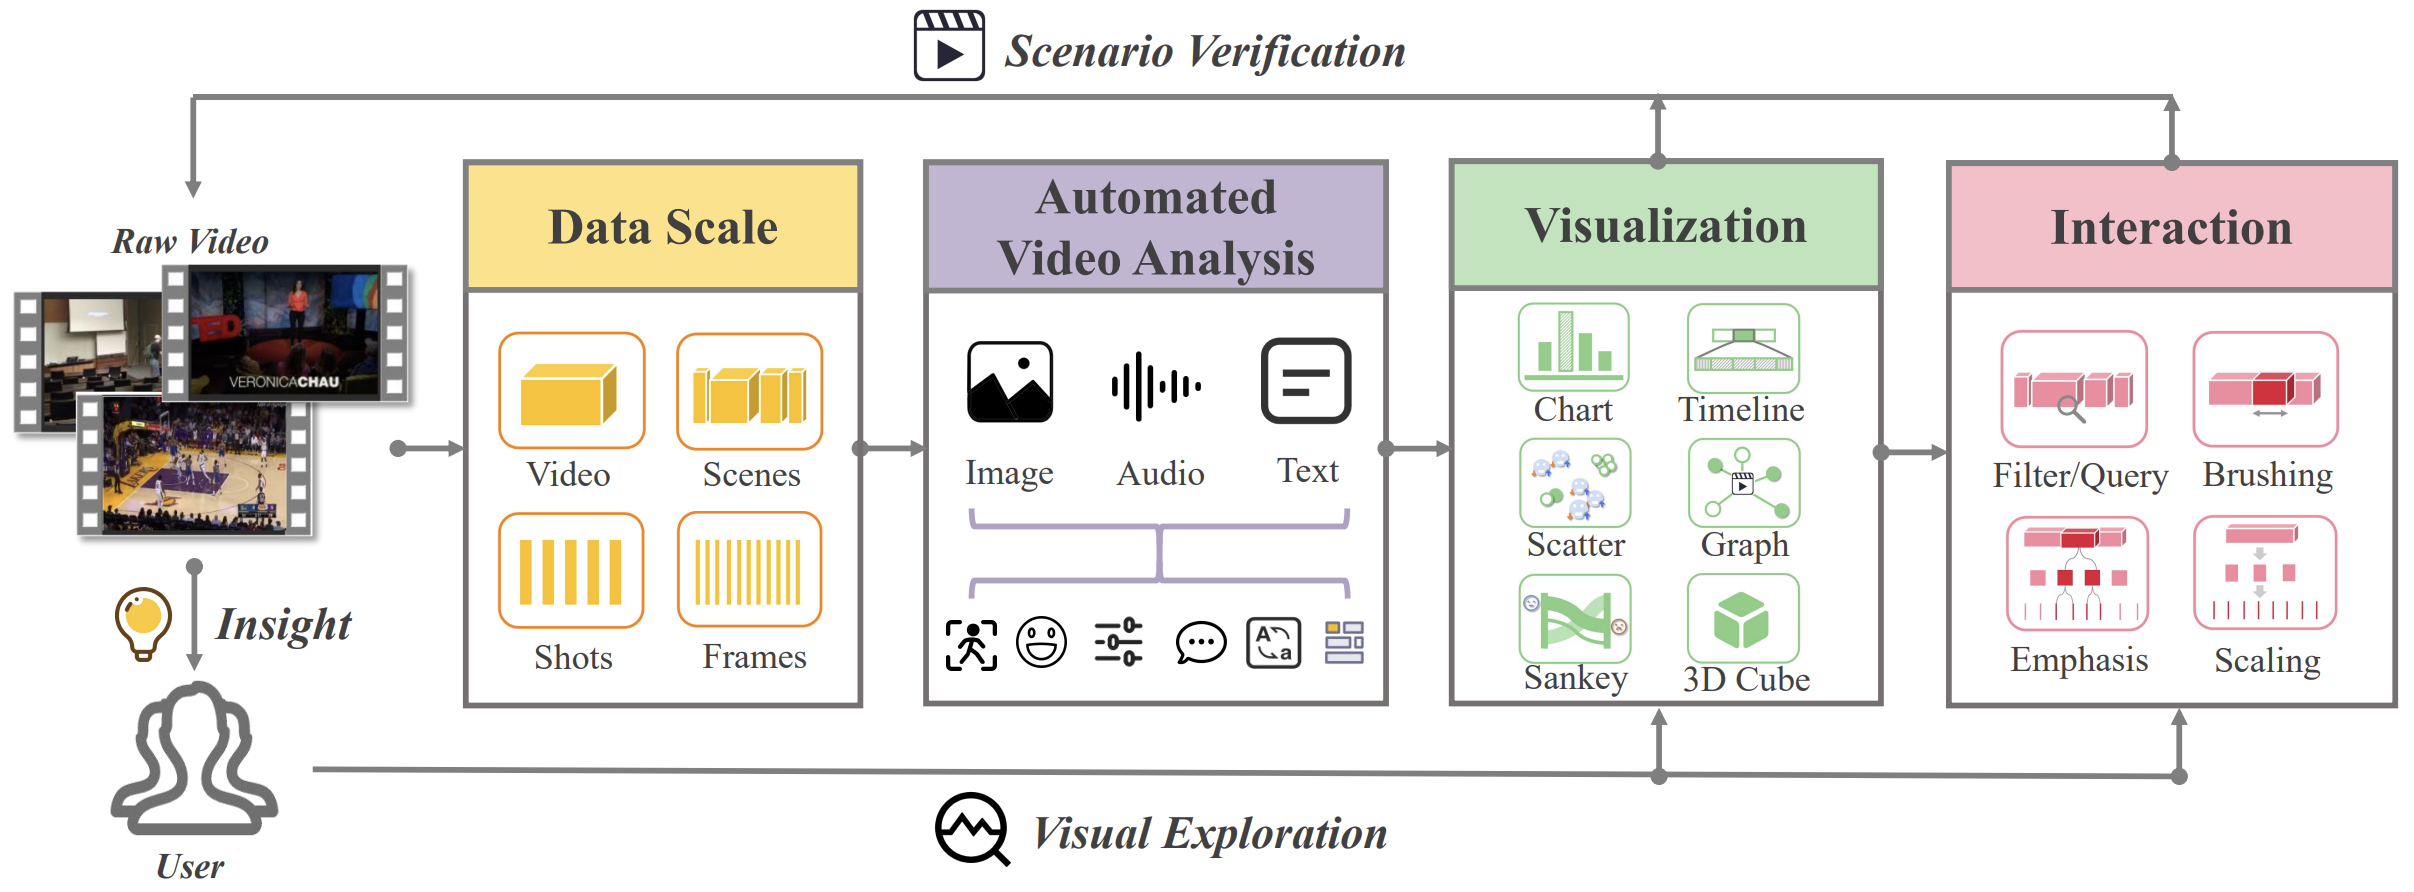 Scenario Verification
Raw Video
VERONICACHAU
Data Scale
Video
Scenes
Shots
Frames
Automated
Video Analysis
Image
Audio
Text
A
a
Visualization
Chart
Timeline
Scatter
Graph
Sankey
3D Cube
Interaction
Filter/Query
Brushing
Emphasis
Scaling
Insight
User
Visual Exploration